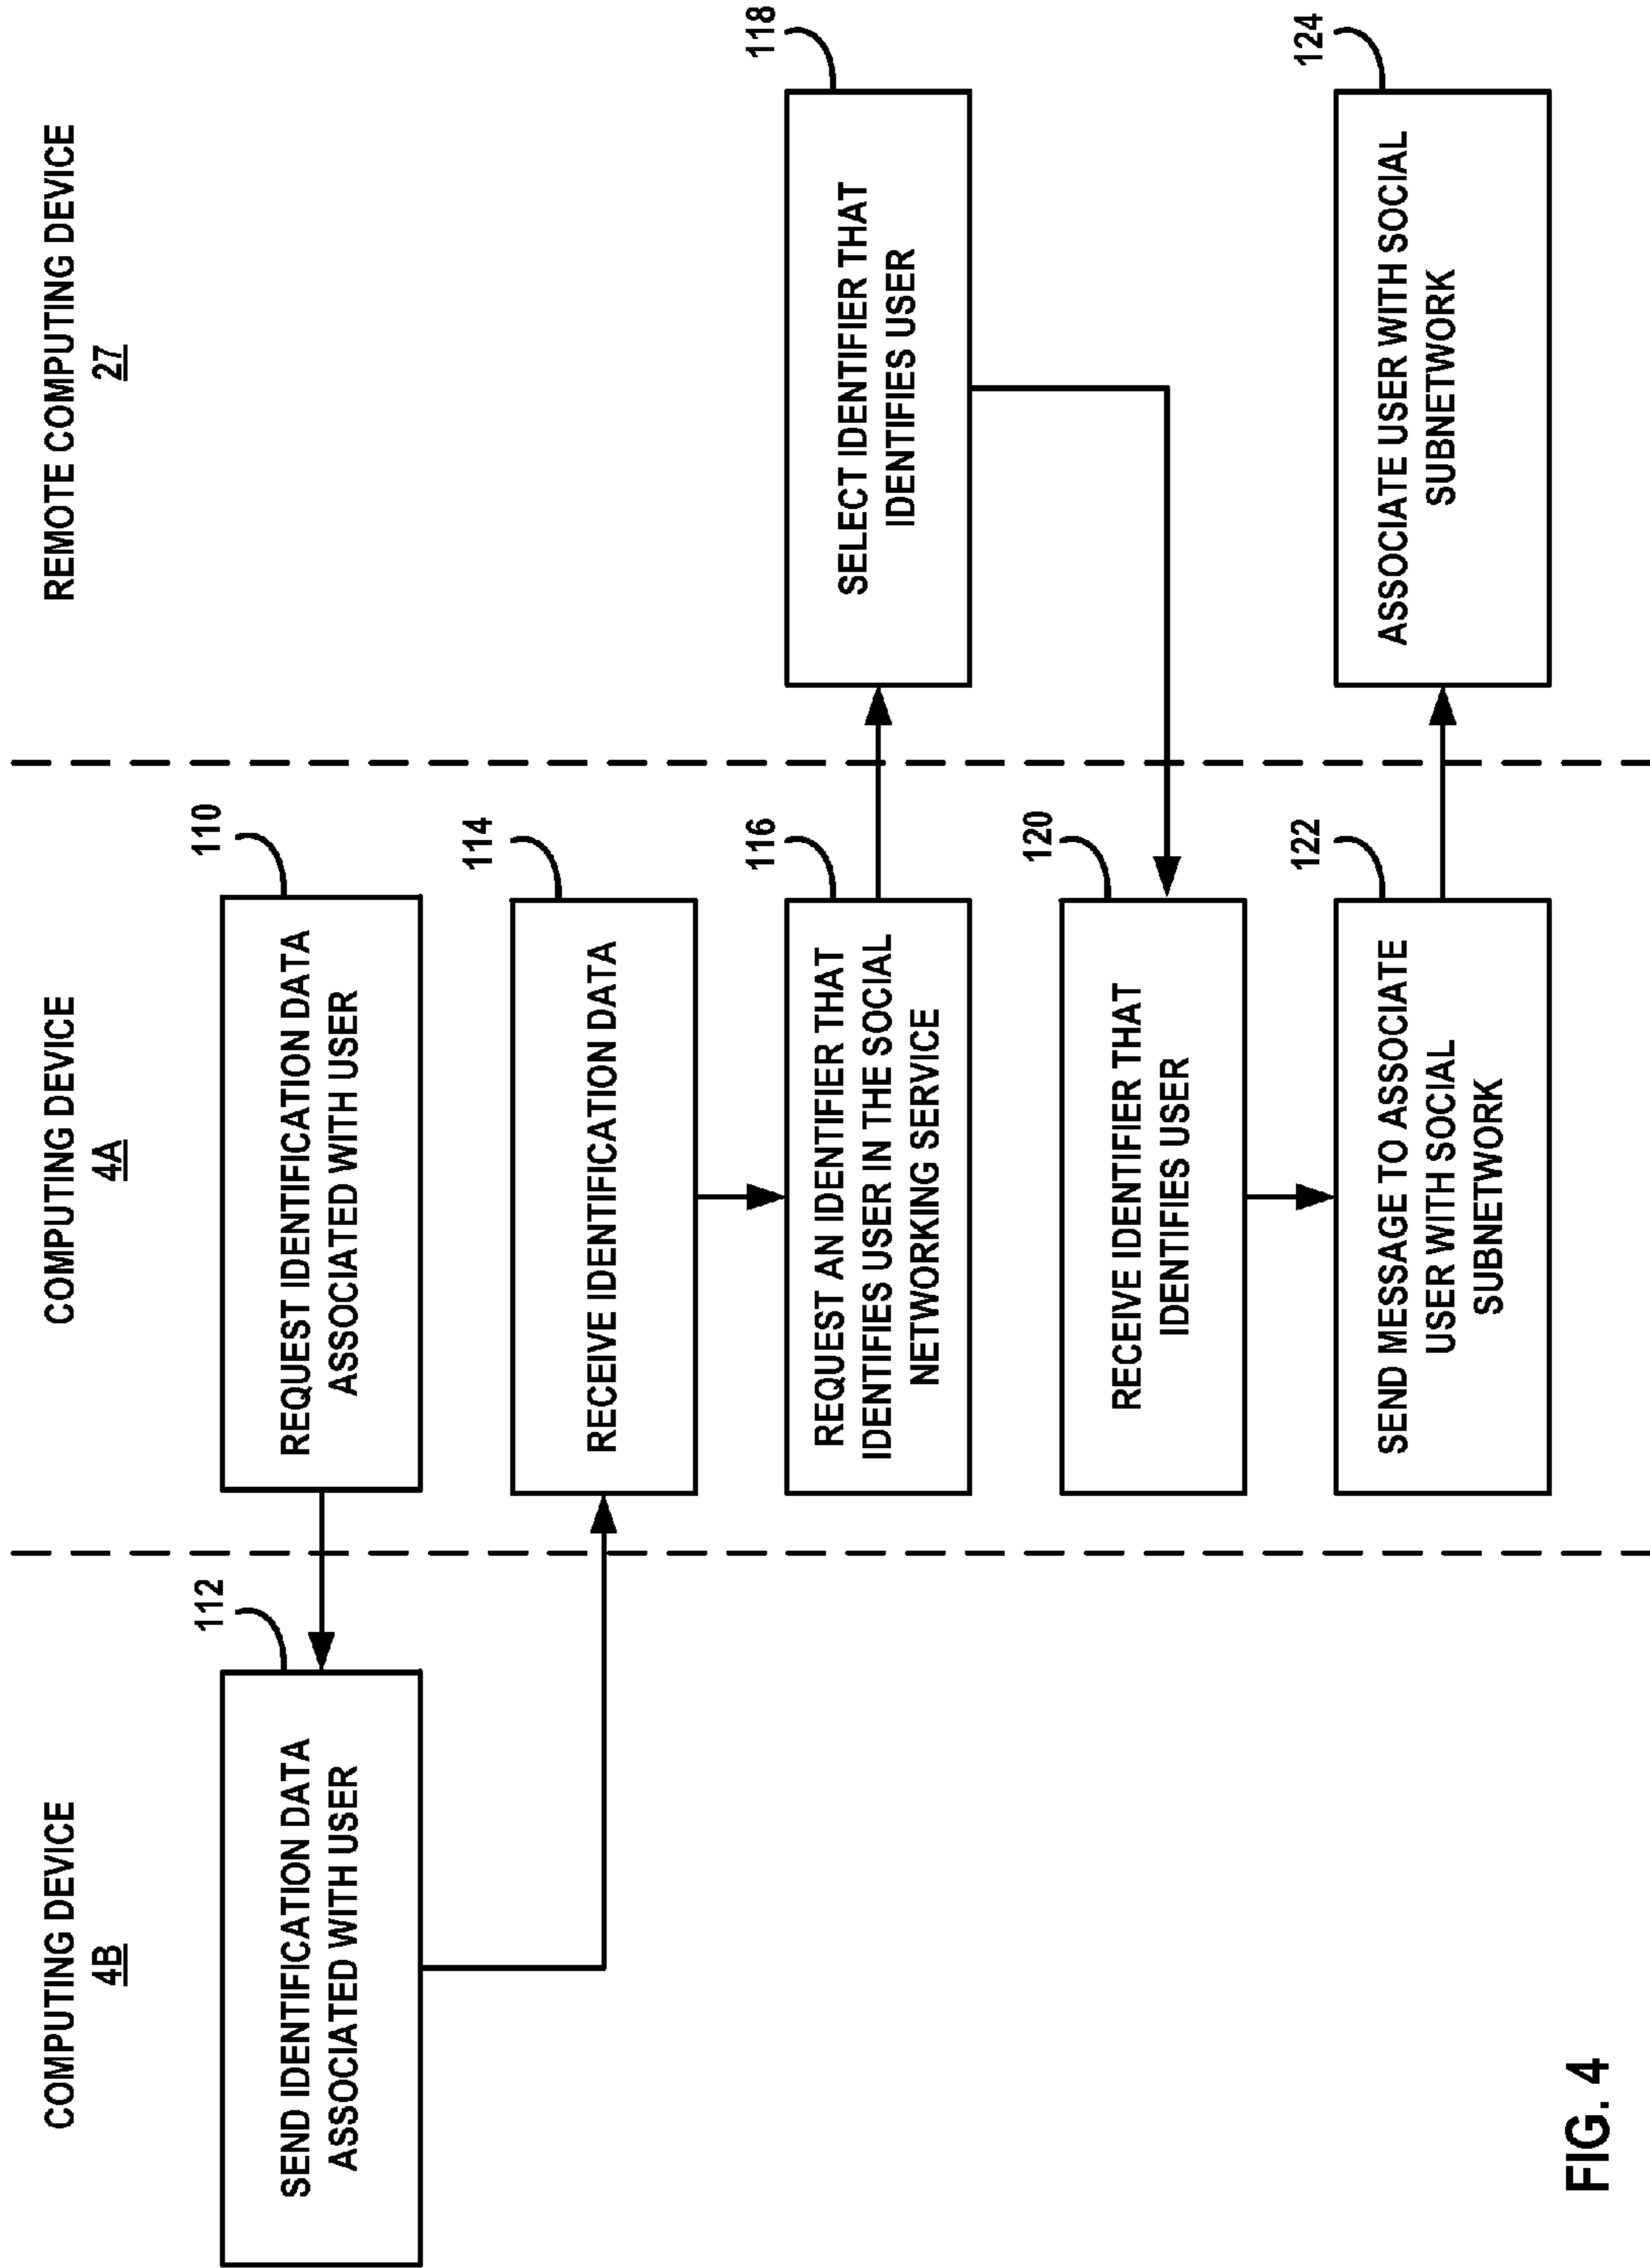 COMPUTING DEVICE
4B
COMPUTING DEVICE
4A
REMOTE COMPUTING DEVICE
27
112
SEND IDENTIFICATION DATA
ASSOCIATED WITH USER
110
REQUEST IDENTIFICATION DATA
ASSOCIATED WITH USER
114
RECEIVE IDENTIFICATION DATA
116
REQUEST AN IDENTIFIER THAT
IDENTIFIES USER IN THE SOCIAL
NETWORKING SERVICE
118
SELECT IDENTIFIER THAT
IDENTIFIES USER
120
RECEIVE IDENTIFIER THAT
IDENTIFIES USER
122
SEND MESSAGE TO ASSOCIATE
USER WITH SOCIAL
SUBNETWORK
124
ASSOCIATE USER WITH SOCIAL
SUBNETWORK
FIG. 4